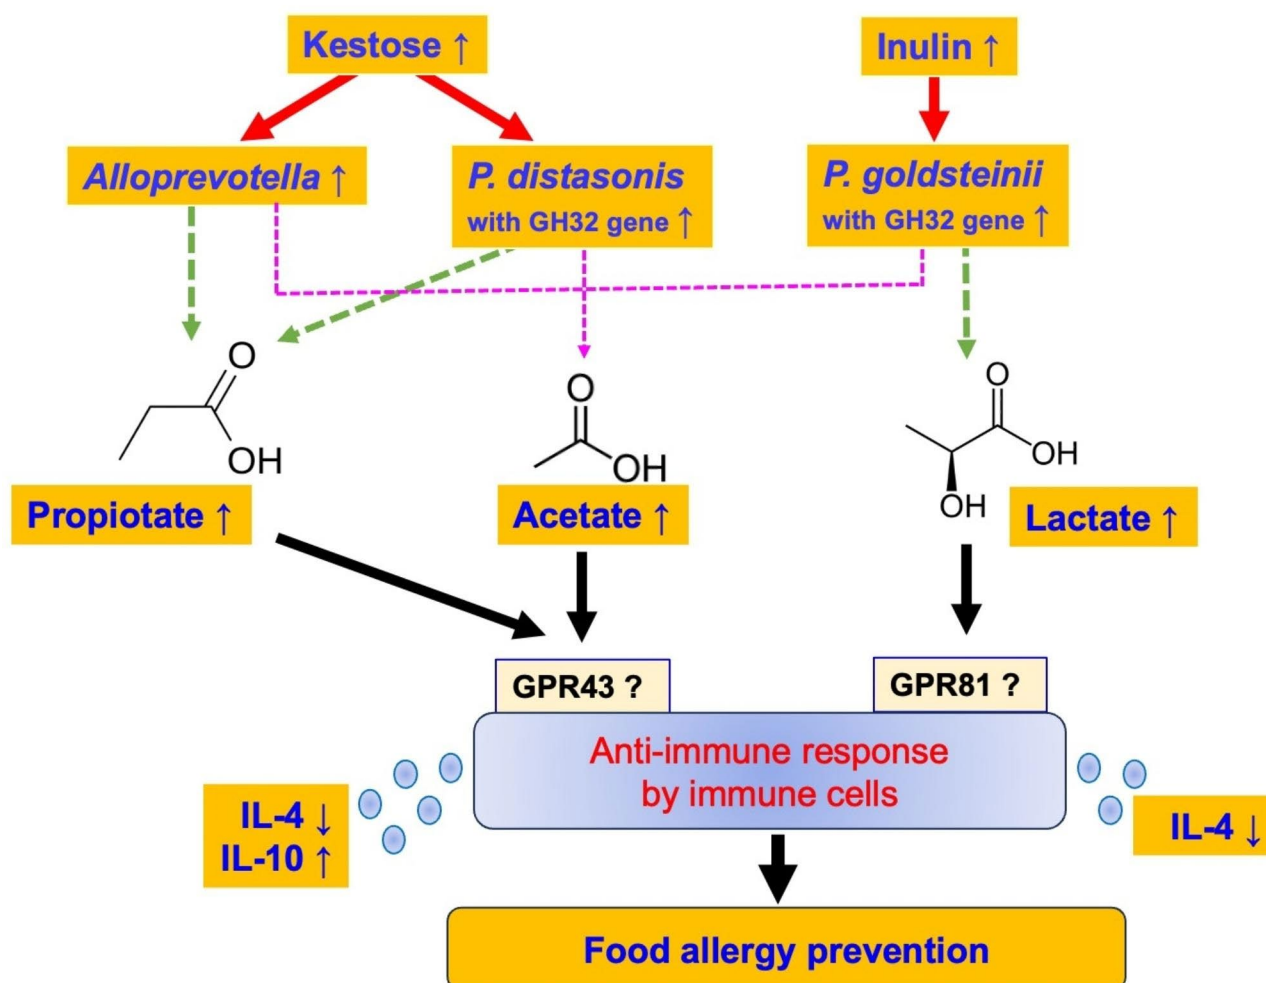 Kestose ↑
Inulin ↑
Alloprevotella ↑
P. distasonis
with GH32 gene ↑
P. goldsteinii
with GH32 gene ↑
O
OH
O
OH
O
OH
OH
Propiotate ↑
Acetate ↑
Lactate ↑
GPR43 ?
GPR81 ?
Anti-immune response
by immune cells
IL-4 ↓
IL-10 ↑
IL-4 ↓
Food allergy prevention